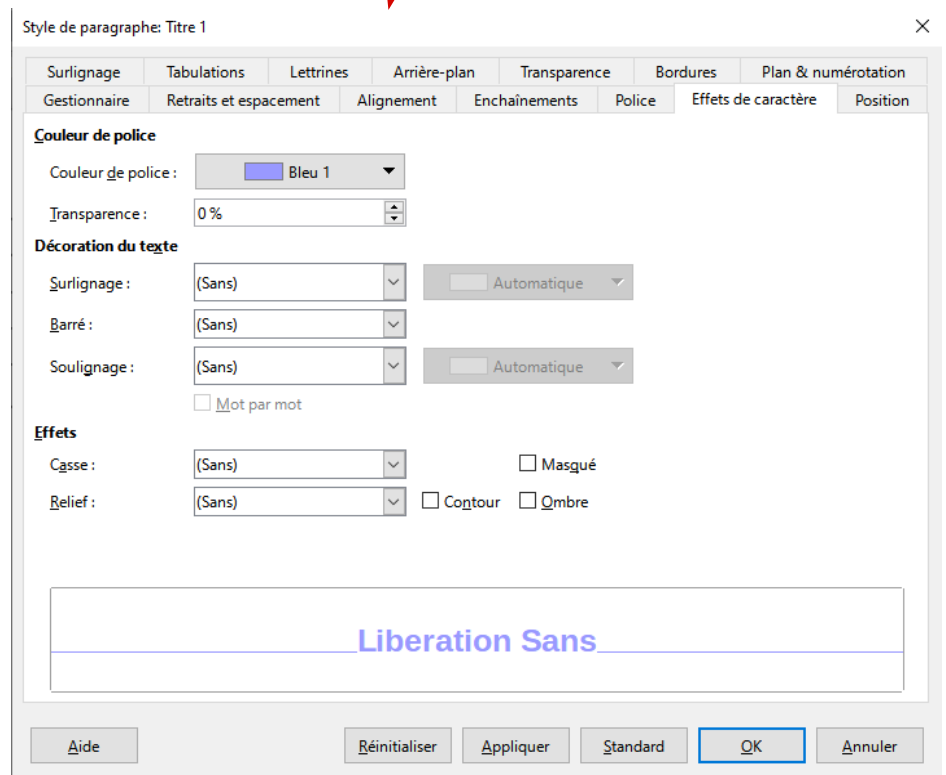 Style de paragraphe: Titre 1
Surlignage Tabulations Lettrines Arrière-plan Transparence Bordures Plan & numérotation
Gestionnaire Retraits et espacement Alignement Enchaînements Police Effets de caractère Position
Couleur de police
Couleur de police : Bleu 1
Transparence : 0 %
Décoration du texte
Surlignage : (Sans) Automatique
Barré : (Sans)
Soulignage : (Sans) Automatique
Mot par mot
Effets
Casse : (Sans) Masqué
Relief : (Sans) Contour Ombre
Liberation Sans
Aide Réinitialiser Appliquer Standard OK Annuler